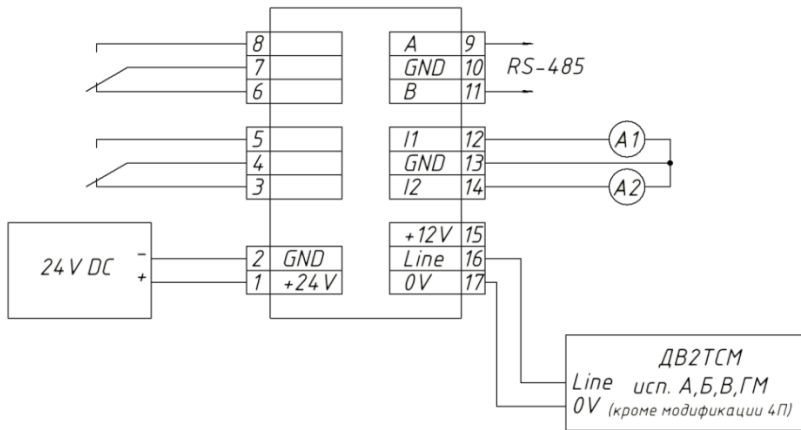 8
7
6
5
4
3
24V DC
-
+
2 GND
1 +24V
A 9
GND 10
B 11
RS-485
I1 12
GND 13
I2 14
A1
A2
+12V 15
Line 16
0V 17
ДВ2ТСМ
Line исп. А,Б,В,ГМ
0V (кроме модификации 4П)